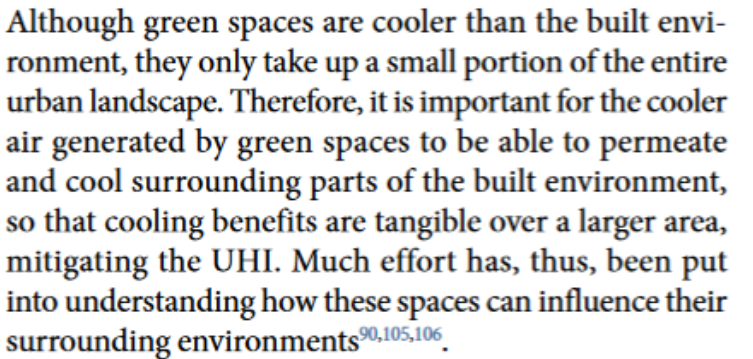 Although green spaces are cooler than the built envi-
ronment, they only take up a small portion of the entire
urban landscape. Therefore, it is important for the cooler
air generated by green spaces to be able to permeate
and cool surrounding parts of the built environment,
so that cooling benefits are tangible over a larger area,
mitigating the UHI. Much effort has, thus, been put
into understanding how these spaces can influence their
surrounding environments90,105,106.